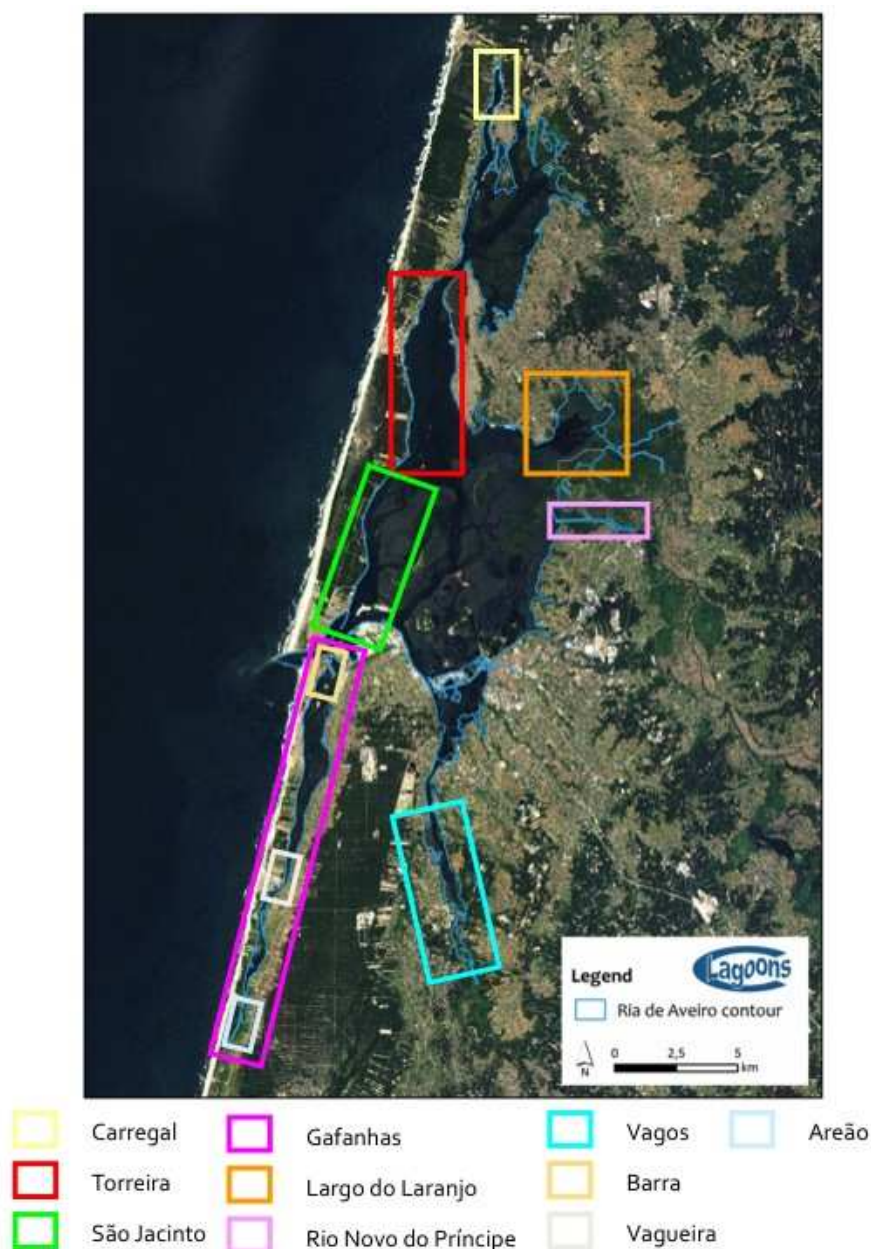 Legend
Lagoons
Ria de Aveiro contour
N
0 2,5 5
km
Carregal Gafanhas Vagos Areão
Torreira Largo do Laranjo Barra
São Jacinto Rio Novo do Príncipe Vagueira